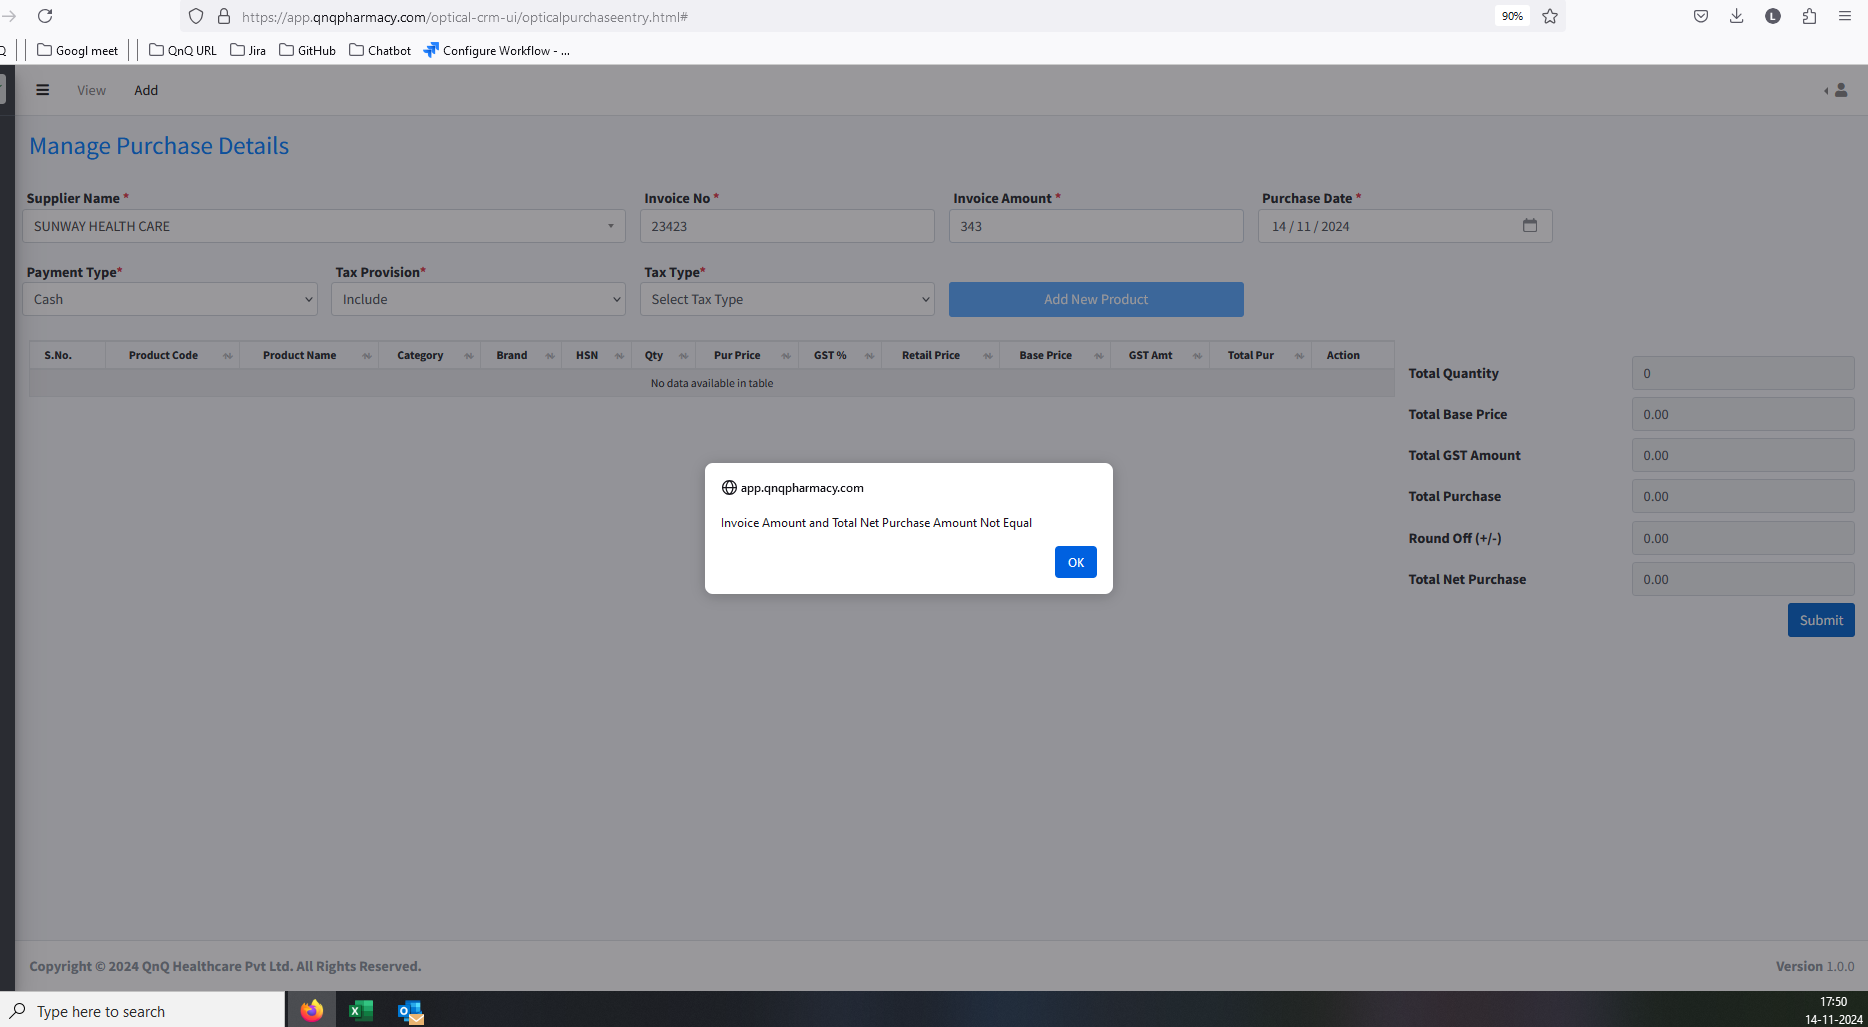 https://app.qnqpharmacy.com/optical-crm-ui/opticalpurchaseentry.html#
90%
L
Googl meet
QnQ URL
Jira
GitHub
Chatbot
Configure Workflow - ...
View
Add
Manage Purchase Details
Supplier Name *
Invoice No *
Invoice Amount *
Purchase Date *
SUNWAY HEALTH CARE
23423
343
14 / 11 / 2024
Payment Type*
Tax Provision*
Tax Type*
Cash
Include
Select Tax Type
Add New Product
S.No.
Product Code
Product Name
Category
Brand
HSN
Qty
Pur Price
GST %
Retail Price
Base Price
GST Amt
Total Pur
Action
No data available in table
Total Quantity
0
Total Base Price
0.00
Total GST Amount
0.00
Total Purchase
0.00
Round Off (+/-)
0.00
Total Net Purchase
0.00
Submit
app.qnqpharmacy.com
Invoice Amount and Total Net Purchase Amount Not Equal
OK
Copyright © 2024 QnQ Healthcare Pvt Ltd. All Rights Reserved.
Version 1.0.0
Type here to search
17:50
14-11-2024